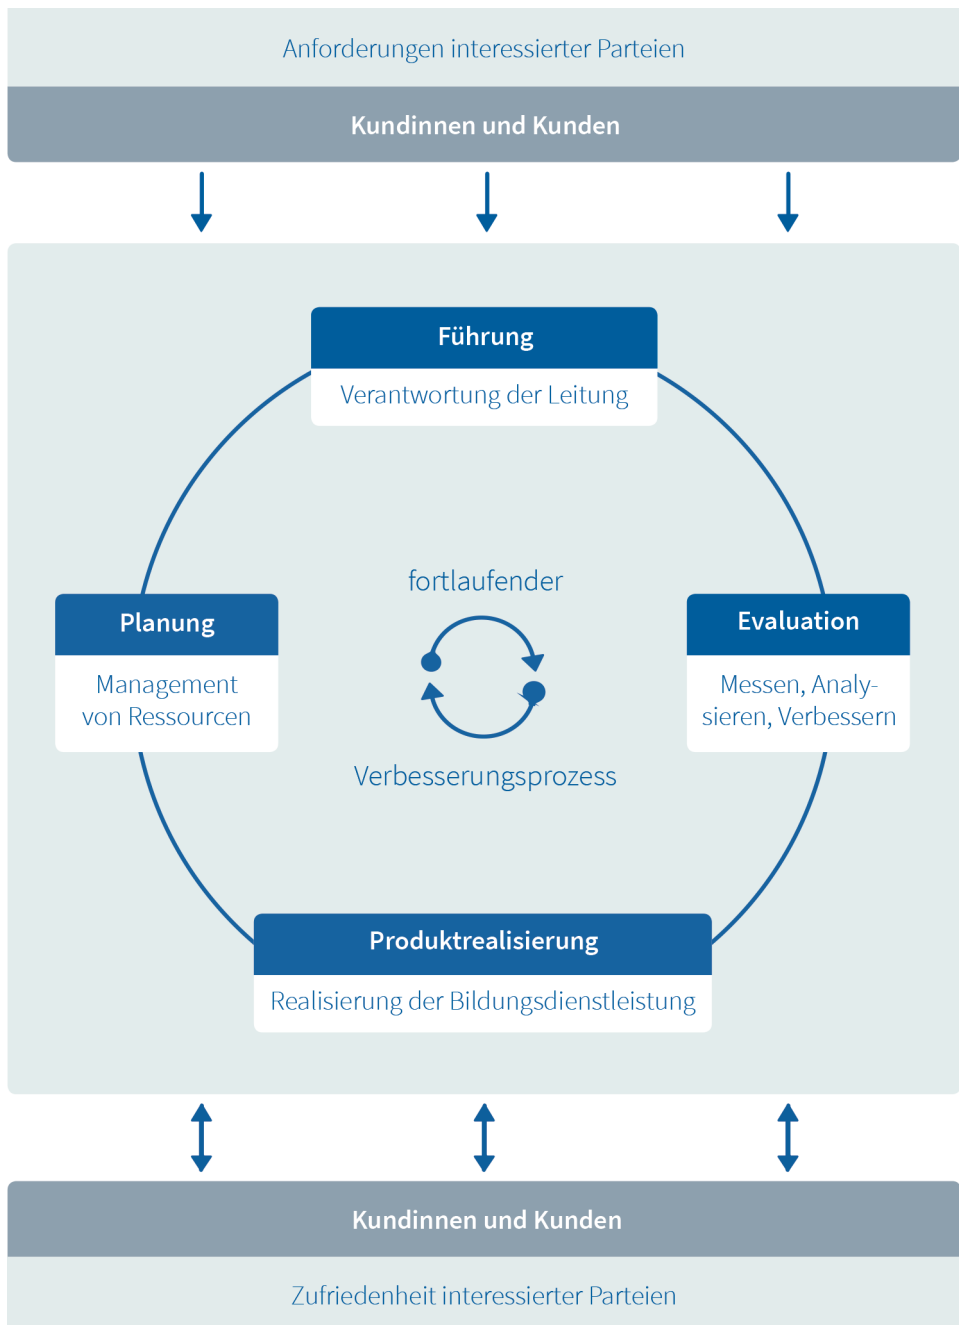 Anforderungen interessierter Parteien
Kundinnen und Kunden
Führung
Verantwortung der Leitung
fortlaufender
Planung
Management
von Ressourcen
Evaluation
Messen, Analy-
sieren, Verbessern
Verbesserungsprozess
Produktrealisierung
Realisierung der Bildungsdienstleistung
Kundinnen und Kunden
Zufriedenheit interessierter Parteien